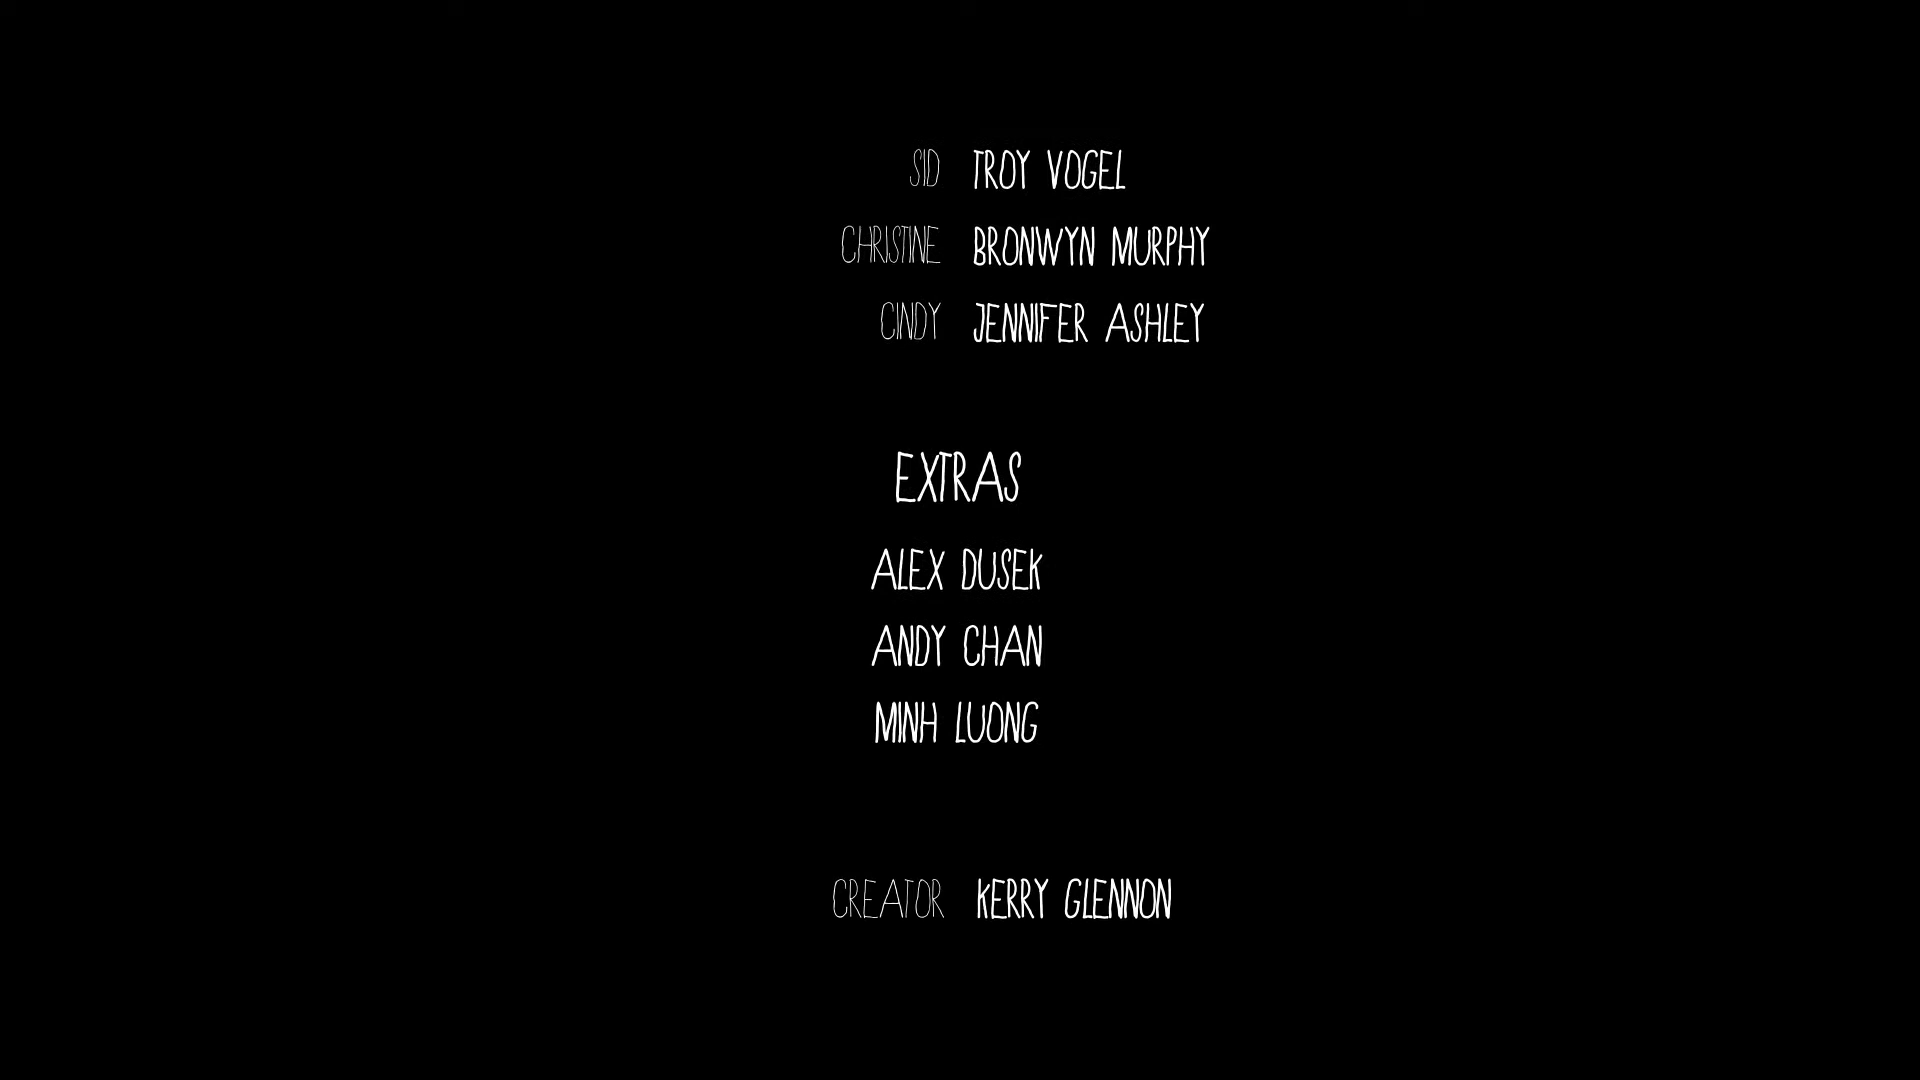 SID TROY VOGEL
CHRISTINE BRONWYN MURPHY
CINDY JENNIFER ASHLEY
EXTRAS
ALEX DUSEK
ANDY CHAN
MINH LUONG
CREATOR KERRY GLENNON